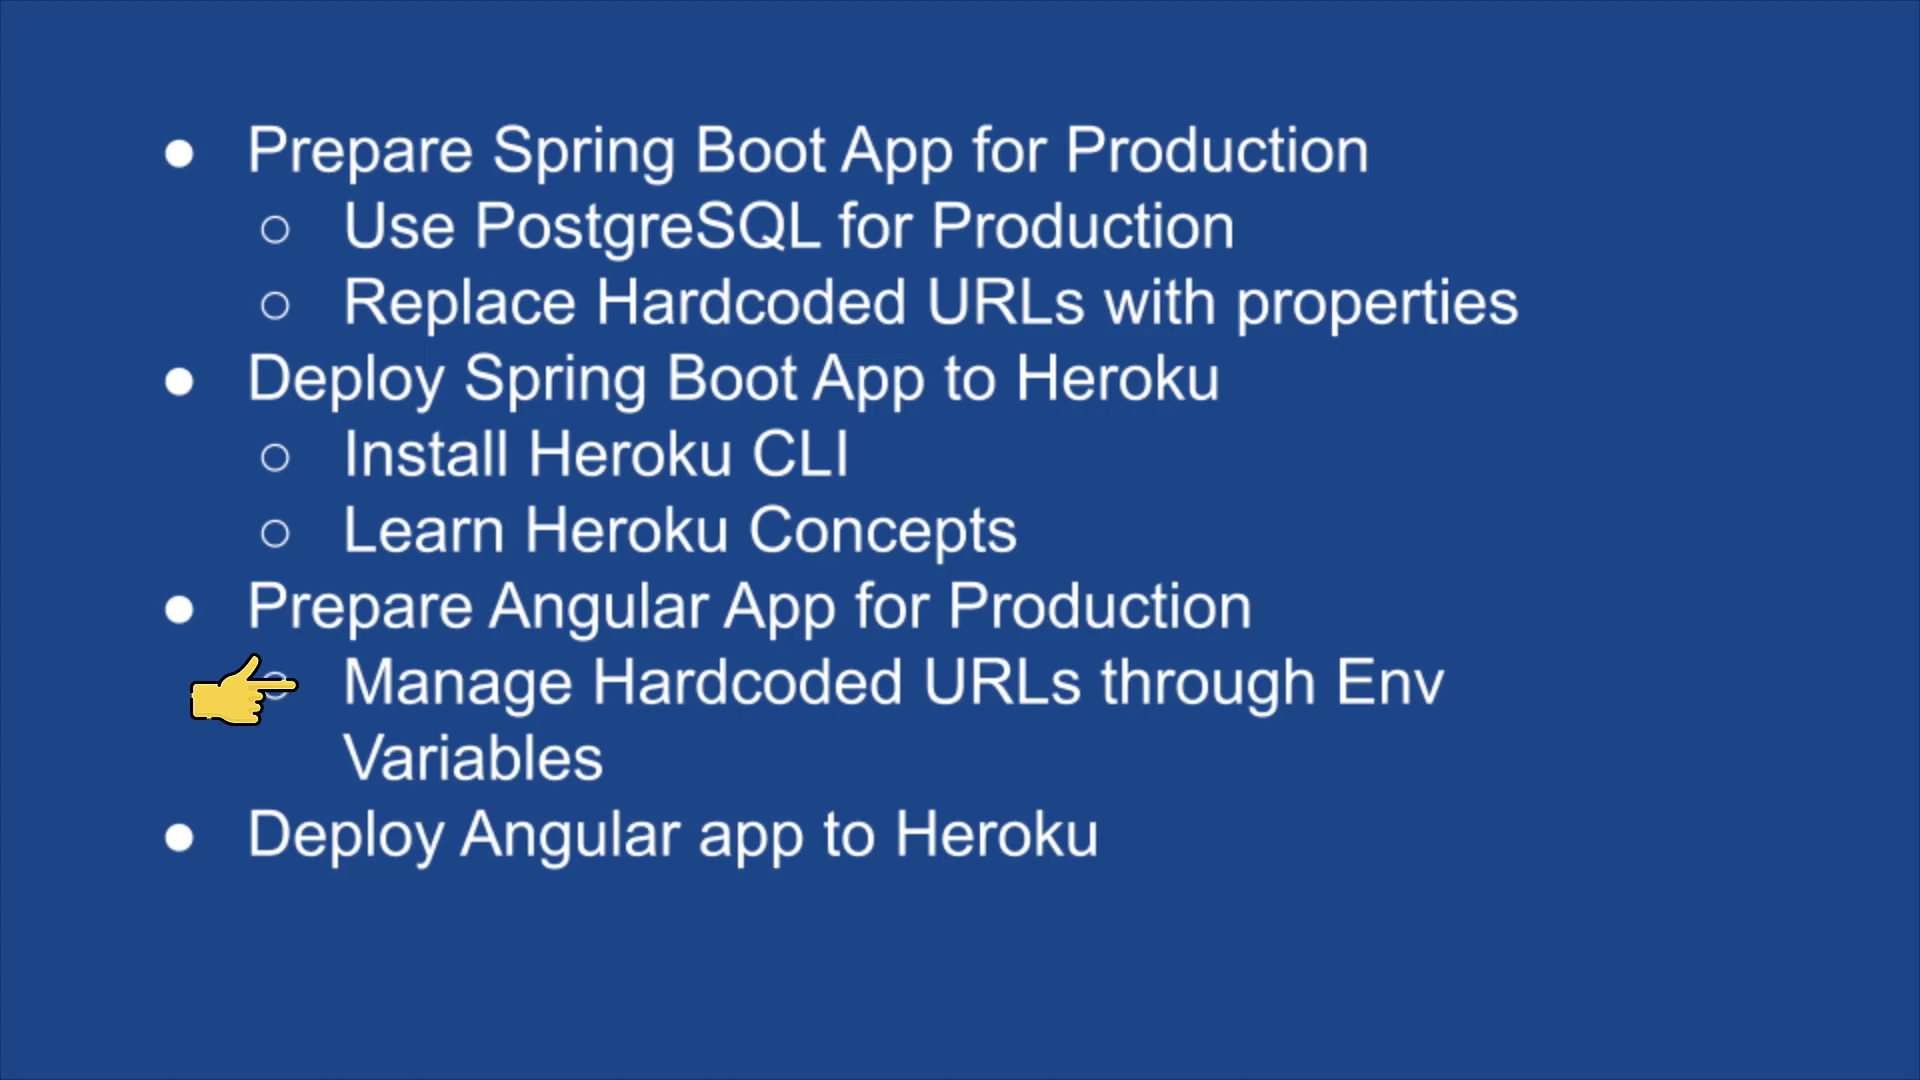 ● Prepare Spring Boot App for Production
○ Use PostgreSQL for Production
○ Replace Hardcoded URLs with properties
● Deploy Spring Boot App to Heroku
○ Install Heroku CLI
○ Learn Heroku Concepts
● Prepare Angular App for Production
○ Manage Hardcoded URLs through Env
Variables
● Deploy Angular app to Heroku